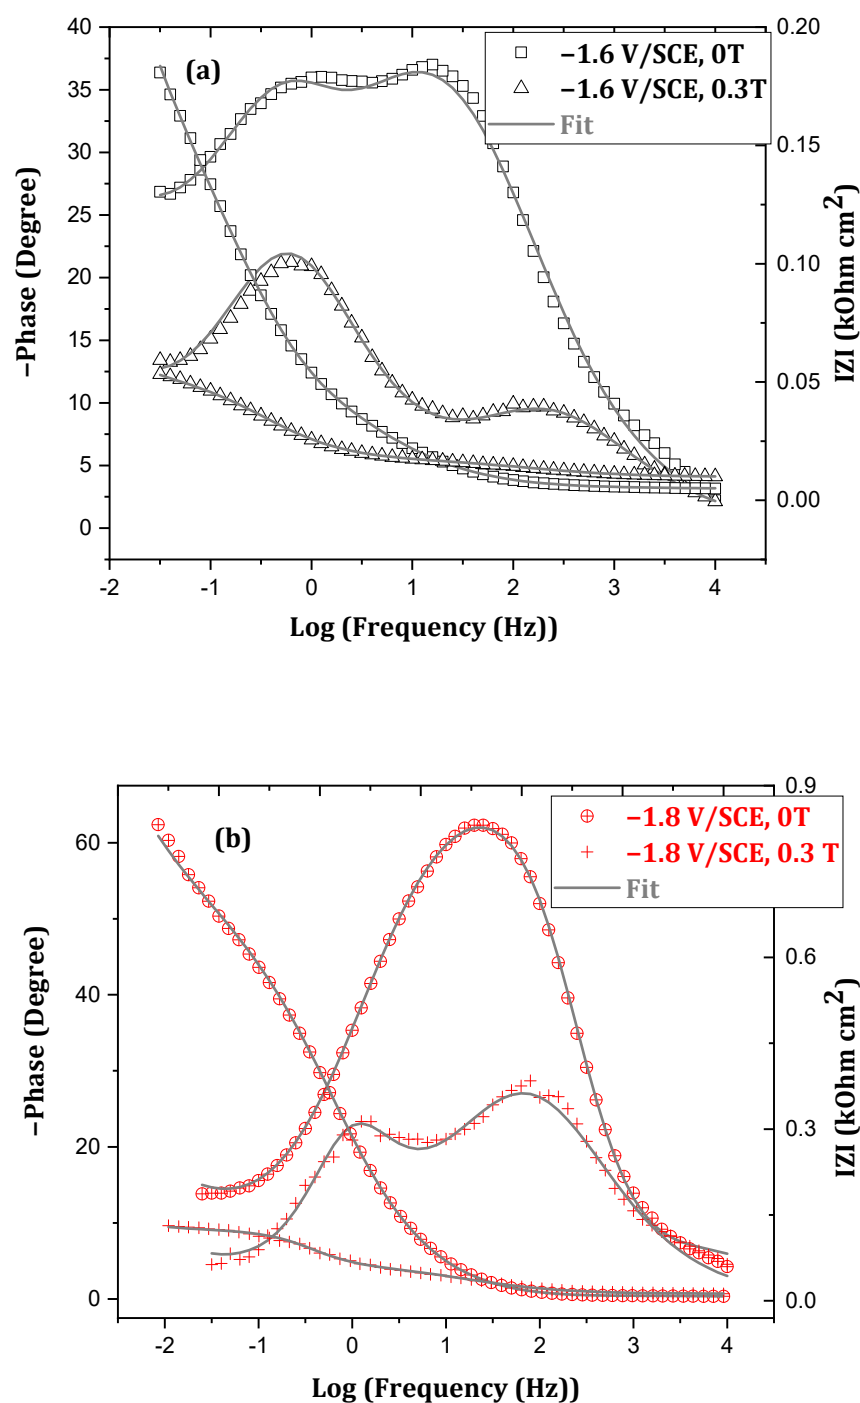 (a)
−1.6 V/SCE, 0T
−1.6 V/SCE, 0.3T
Fit
40
35
30
25
20
15
10
5
0
−Phase (Degree)
0.20
0.15
0.10
0.05
0.00
IZI (kOhm cm2)
-2 -1 0 1 2 3 4
Log (Frequency (Hz))
(b)
−1.8 V/SCE, 0T
−1.8 V/SCE, 0.3 T
Fit
60
40
20
0
−Phase (Degree)
0.9
0.6
0.3
0.0
IZI (kOhm cm2)
-2 -1 0 1 2 3 4
Log (Frequency (Hz))